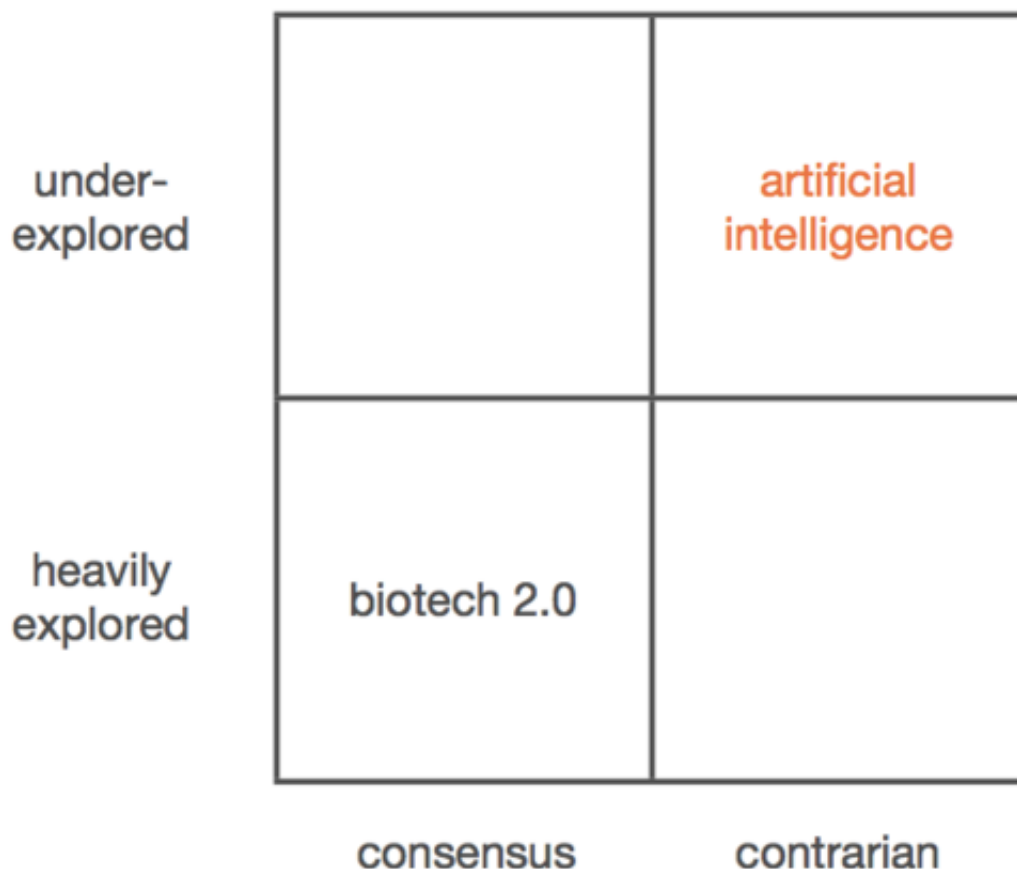 under-
explored
artificial
intelligence
heavily
explored
biotech 2.0
consensus
contrarian